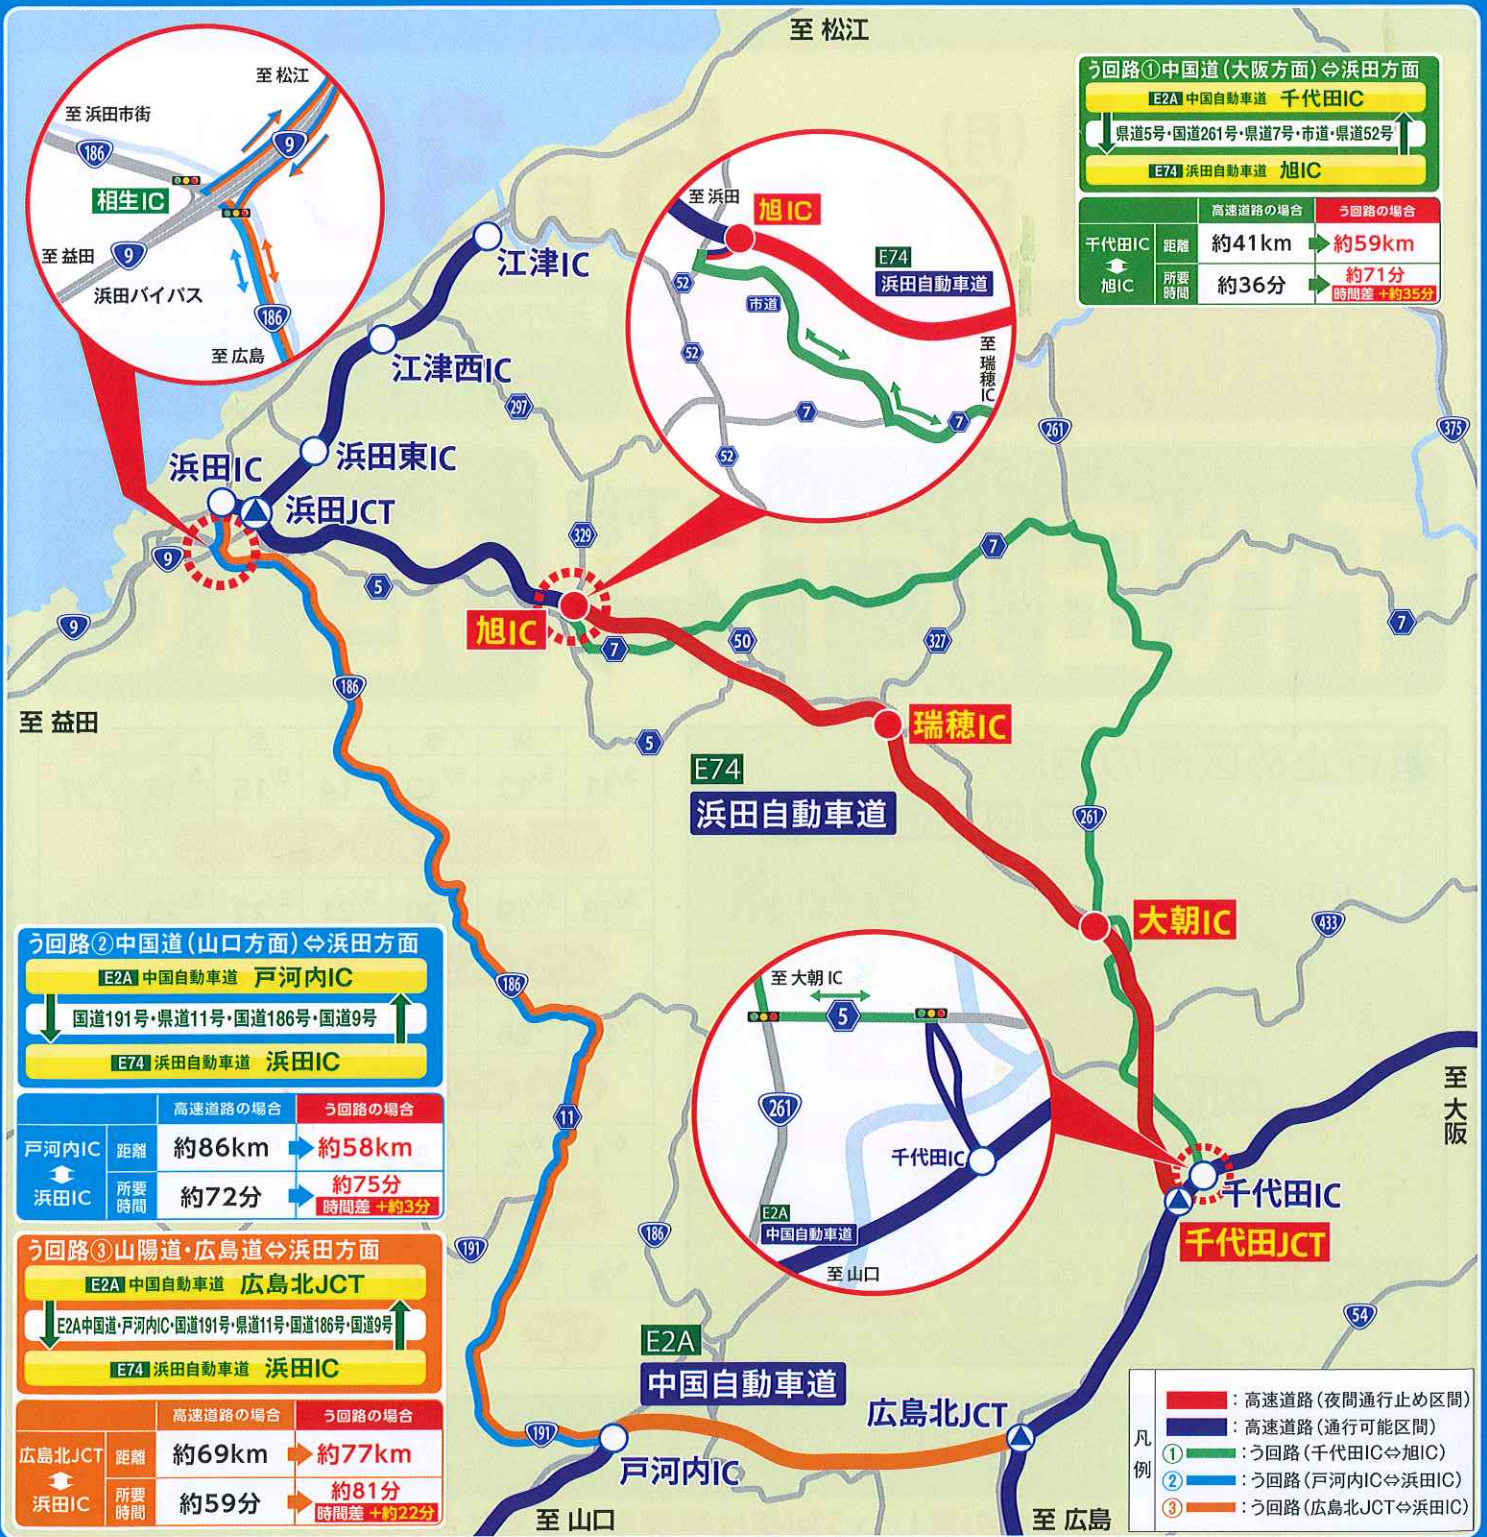 至 松江
至 松江
至 浜田市街
186
9
相生IC
至 益田
9
浜田バイパス
186
至 広島
う回路①中国道(大阪方面)⇔浜田方面
E2A 中国自動車道 千代田IC
県道5号・国道261号・県道7号・市道・県道52号
E74 浜田自動車道 旭IC
高速道路の場合 う回路の場合
千代田IC 旭IC
距離 約41km 約59km
所要時間 約36分 約71分
時間差 +約35分
至 浜田
旭IC
E74
浜田自動車道
52
市道
至 瑞穂IC
52
7
7
52
江津IC
江津西IC
297
261
375
浜田東IC
浜田IC
浜田JCT
9
329
7
5
旭IC
7
50
327
7
9
186
至 益田
5
瑞穂IC
E74
浜田自動車道
261
大朝IC
433
う回路②中国道(山口方面)⇔浜田方面
E2A 中国自動車道 戸河内IC
国道191号・県道11号・国道186号・国道9号
E74 浜田自動車道 浜田IC
高速道路の場合 う回路の場合
戸河内IC 浜田IC
距離 約86km 約58km
所要時間 約72分 約75分
時間差 +約3分
186
至 大朝IC
5
261
千代田IC
E2A
中国自動車道
至 山口
至 大阪
11
千代田IC
千代田JCT
191
186
う回路③山陽道・広島道⇔浜田方面
E2A 中国自動車道 広島北JCT
E2A中国道・戸河内IC・国道191号・県道11号・国道186号・国道9号
E74 浜田自動車道 浜田IC
高速道路の場合 う回路の場合
広島北JCT 浜田IC
距離 約69km 約77km
所要時間 約59分 約81分
時間差 +約22分
54
E2A
中国自動車道
広島北JCT
191
戸河内IC
至 山口
至 広島
凡例
:高速道路(夜間通行止め区間)
:高速道路(通行可能区間)
① :う回路(千代田IC⇔旭IC)
② :う回路(戸河内IC⇔浜田IC)
③ :う回路(広島北JCT⇔浜田IC)